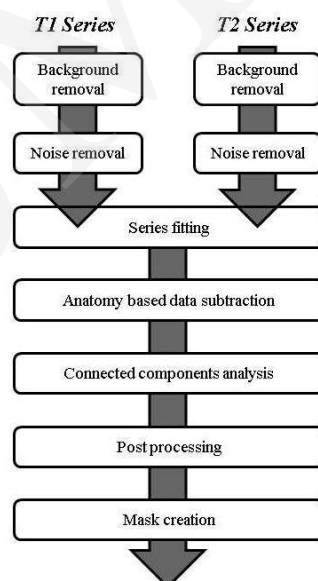 T1 Series
T2 Series
Background
removal
Background
removal
Noise removal
Noise removal
Series fitting
Anatomy based data subtraction
Connected components analysis
Post processing
Mask creation